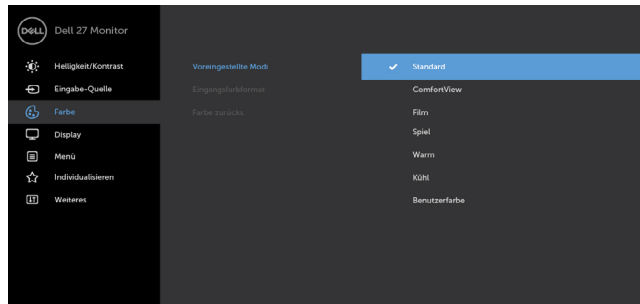 DELL Dell 27 Monitor
Helligkeit/Kontrast
Voreingestellte Modi
Standard
Eingabe-Quelle
Eingangsfarbformat
ComfortView
Farbe
Farbe zurücks.
Film
Display
Spiel
Menü
Warm
Individualisieren
Kühl
Weiteres
Benutzerfarbe